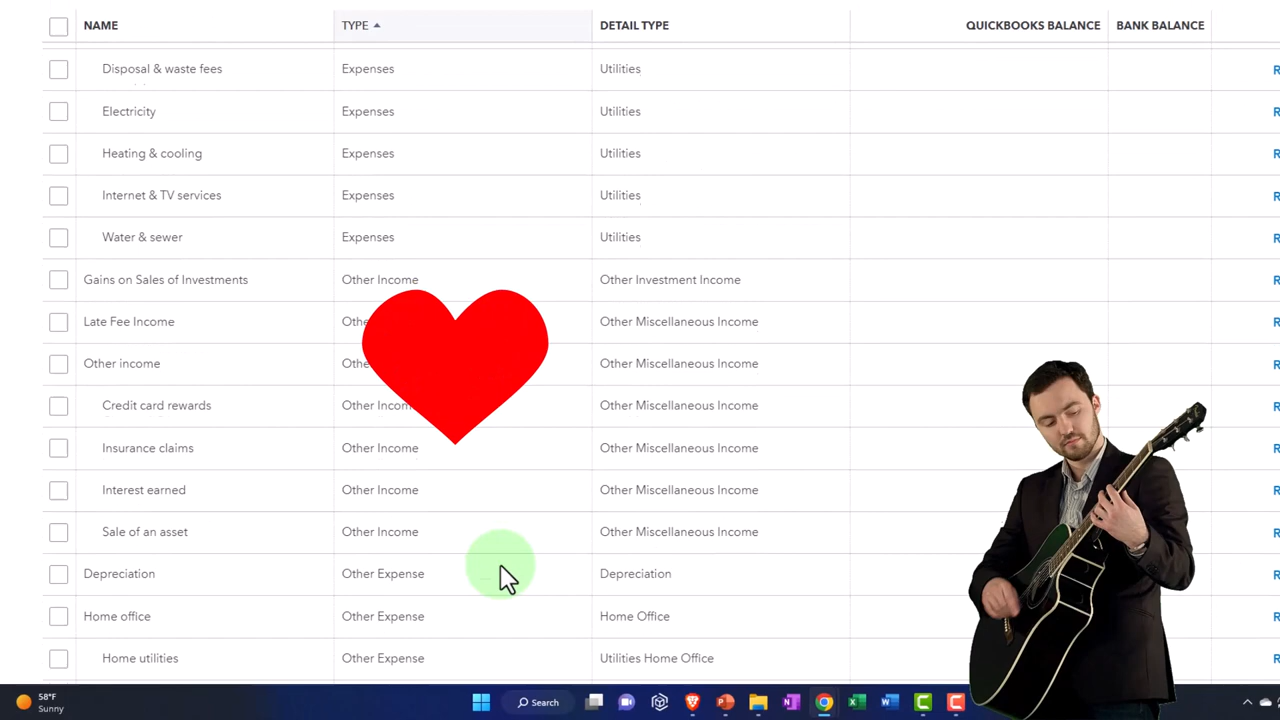 NAME TYPE DETAIL TYPE QUICKBOOKS BALANCE BANK BALANCE
Disposal & waste fees Expenses Utilities R
Electricity Expenses Utilities R
Heating & cooling Expenses Utilities R
Internet & TV services Expenses Utilities R
Water & sewer Expenses Utilities R
Gains on Sales of Investments Other Income Other Investment Income R
Late Fee Income Othe Other Miscellaneous Income R
Other income Othe Other Miscellaneous Income R
Credit card rewards Other Incom Other Miscellaneous Income R
Insurance claims Other Income Other Miscellaneous Income R
Interest earned Other Income Other Miscellaneous Income R
Sale of an asset Other Income Other Miscellaneous Income R
Depreciation Other Expense Depreciation R
Home office Other Expense Home Office R
Home utilities Other Expense Utilities Home Office R
58°F
Sunny
Search